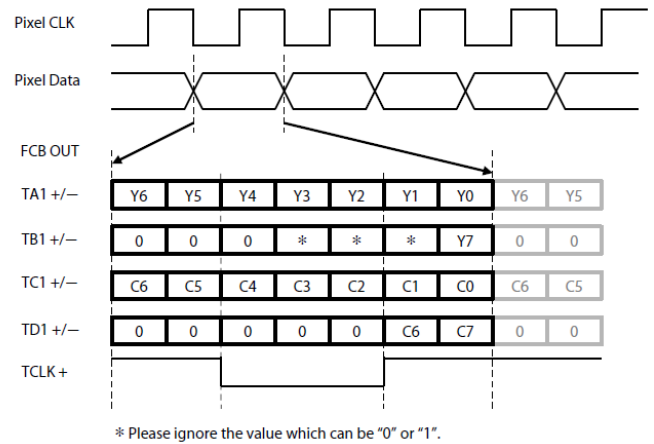 Pixel CLK
Pixel Data
FCB OUT
TA1 +/− Y6 Y5 Y4 Y3 Y2 Y1 Y0 Y6 Y5
TB1 +/− 0 0 0 * * * Y7 0 0
TC1 +/− C6 C5 C4 C3 C2 C1 C0 C6 C5
TD1 +/− 0 0 0 0 0 C6 C7 0 0
TCLK +
* Please ignore the value which can be “0” or “1”.